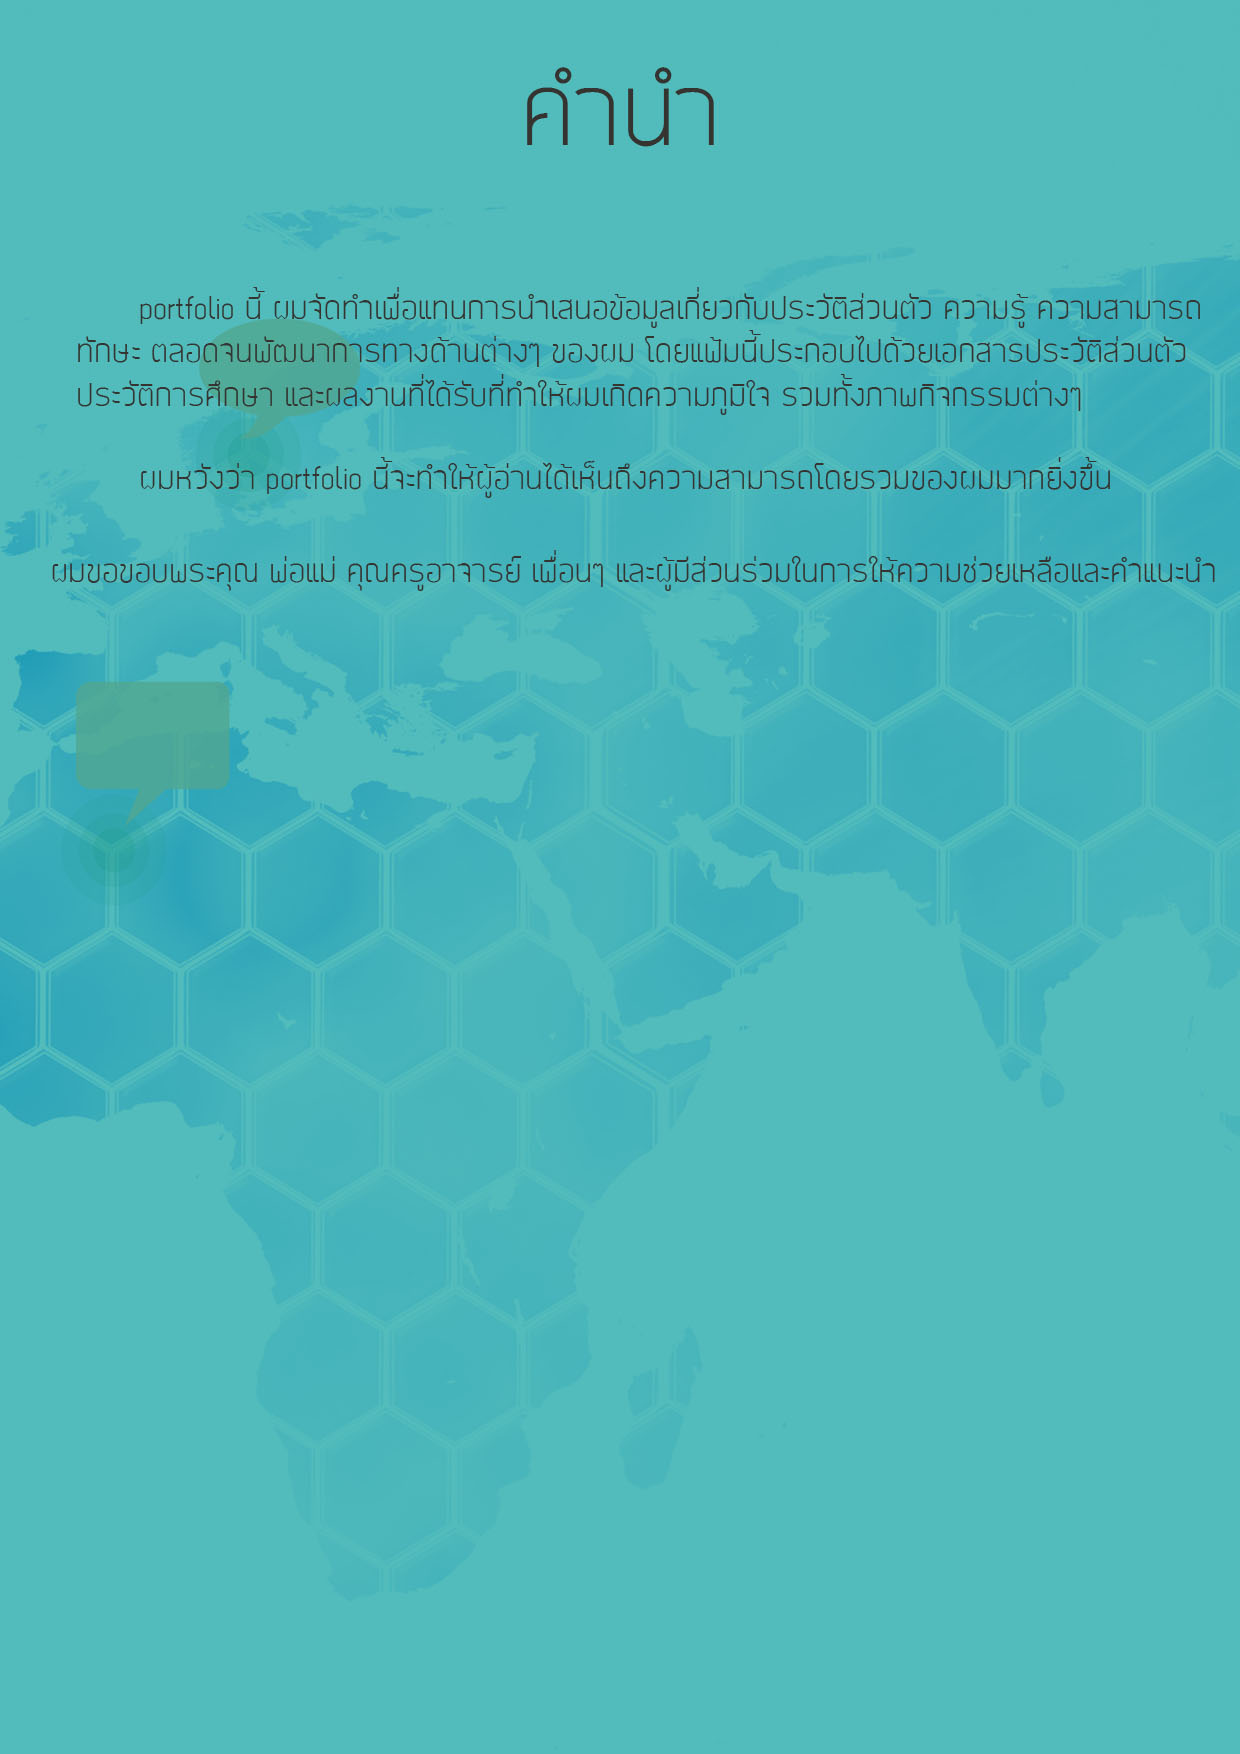 คำนำ
portfolio นี้ ผมจัดทำเพื่อแทนการนำเสนอข้อมูลเกี่ยวกับประวัติส่วนตัว ความรู้ ความสามารถ
ทักษะ ตลอดจนพัฒนาการทางด้านต่างๆ ของผม โดยแฟ้มนี้ประกอบไปด้วยเอกสารประวัติส่วนตัว
ประวัติการศึกษา และผลงานที่ได้รับที่ทำให้ผมเกิดความภูมิใจ รวมทั้งภาพกิจกรรมต่างๆ
ผมหวังว่า portfolio นี้จะทำให้ผู้อ่านได้เห็นถึงความสามารถโดยรวมของผมมากยิ่งขึ้น
ผมขอขอบพระคุณ พ่อแม่ คุณครูอาจารย์ เพื่อนๆ และผู้มีส่วนร่วมในการให้ความช่วยเหลือและคำแนะนำ